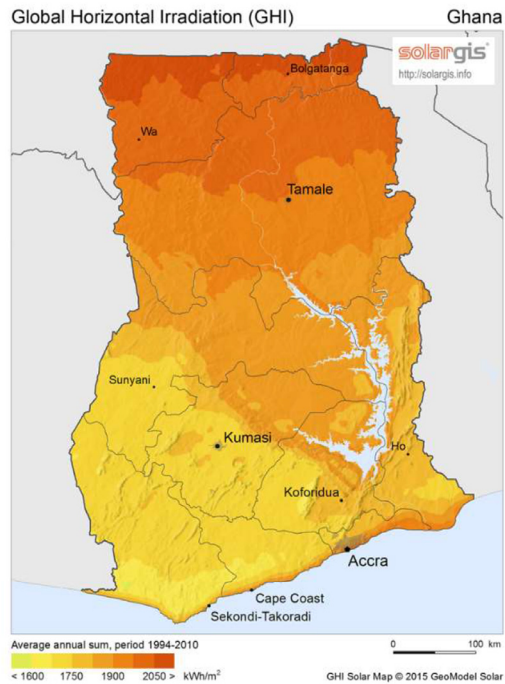 Global Horizontal Irradiation (GHI) Ghana
solargis
http://solargis.info
Bolgatanga
Wa
Tamale
Sunyani
Kumasi
Ho
Koforidua
Accra
Cape Coast
Sekondi-Takoradi
Average annual sum, period 1994-2010
< 1600 1750 1900 2050 > kWh/m²
0 100 km
GHI Solar Map © 2015 GeoModel Solar